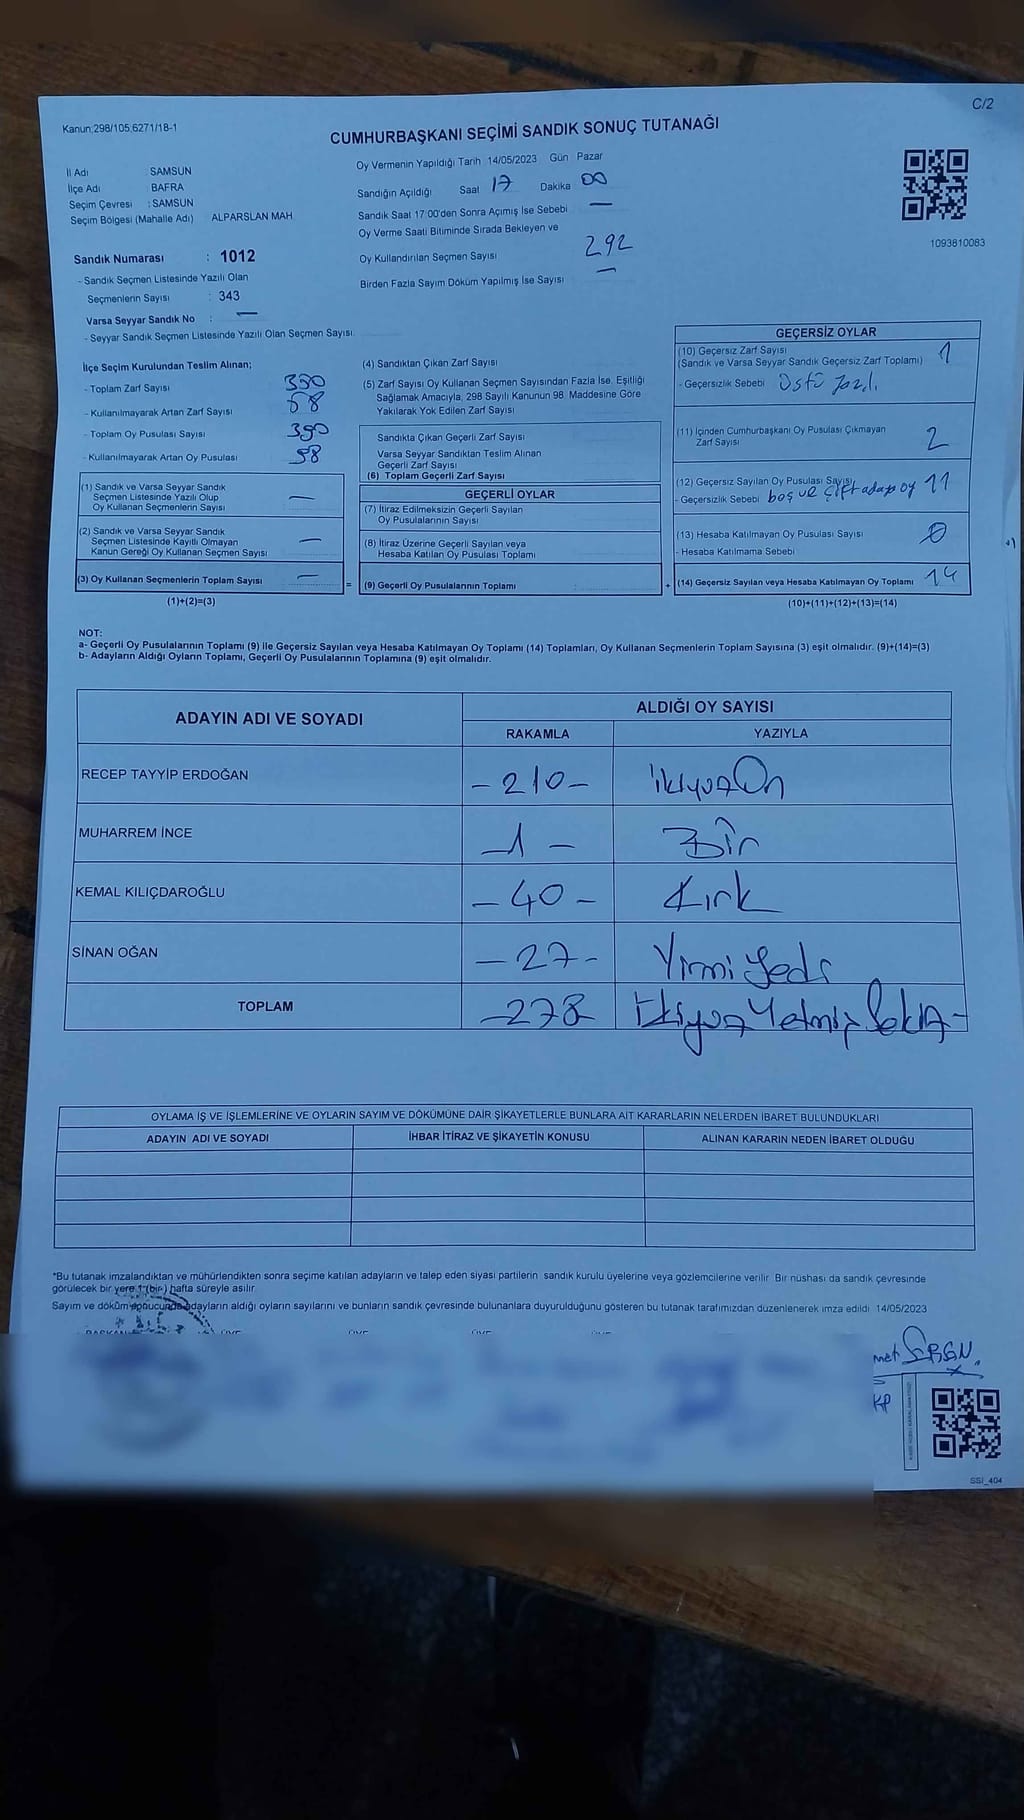 C/2
Kanun;298/105;6271/18-1
CUMHURBAŞKANI SEÇİMİ SANDIK SONUÇ TUTANAĞI
İl Adı : SAMSUN
İlçe Adı : BAFRA
Seçim Çevresi : SAMSUN
Seçim Bölgesi (Mahalle Adı) ALPARSLAN MAH
Sandık Numarası : 1012
- Sandık Seçmen Listesinde Yazılı Olan
Seçmenlerin Sayısı : 343
Varsa Seyyar Sandık No : —
- Seyyar Sandık Seçmen Listesinde Yazılı Olan Seçmen Sayısı
Oy Vermenin Yapıldığı Tarih 14/05/2023 Gün Pazar
Sandığın Açıldığı Saat 17 Dakika 00
Sandık Saat 17:00'den Sonra Açımış İse Sebebi —
Oy Verme Saati Bitiminde Sırada Bekleyen ve
Oy Kullandırılan Seçmen Sayısı 292
Birden Fazla Sayım Döküm Yapılmış İse Sayısı —
1093810083
İlçe Seçim Kurulundan Teslim Alınan;
- Toplam Zarf Sayısı
- Kullanılmayarak Artan Zarf Sayısı
- Toplam Oy Pusulası Sayısı
- Kullanılmayarak Artan Oy Pusulası
(1) Sandık ve Varsa Seyyar Sandık
Seçmen Listesinde Yazılı Olup
Oy Kullanan Seçmenlerin Sayısı —
(2) Sandık ve Varsa Seyyar Sandık
Seçmen Listesinde Kayıtlı Olmayan
Kanun Gereği Oy Kullanan Seçmen Sayısı —
(3) Oy Kullanan Seçmenlerin Toplam Sayısı —
(1)+(2)=(3)
(4) Sandıktan Çıkan Zarf Sayısı
(5) Zarf Sayısı Oy Kullanan Seçmen Sayısından Fazla İse, Eşitliği
Sağlamak Amacıyla, 298 Sayılı Kanunun 98. Maddesine Göre
Yakılarak Yok Edilen Zarf Sayısı
Sandıkta Çıkan Geçerli Zarf Sayısı
Varsa Seyyar Sandıktan Teslim Alınan
Geçerli Zarf Sayısı
(6) Toplam Geçerli Zarf Sayısı
GEÇERLİ OYLAR
(7) İtiraz Edilmeksizin Geçerli Sayılan
Oy Pusulalarının Sayısı
(8) İtiraz Üzerine Geçerli Sayılan veya
Hesaba Katılan Oy Pusulası Toplamı
= (9) Geçerli Oy Pusulalarının Toplamı
GEÇERSİZ OYLAR
(10) Geçersiz Zarf Sayısı 1
(Sandık ve Varsa Seyyar Sandık Geçersiz Zarf Toplamı)
- Geçersizlik Sebebi Üstü Yazılı
(11) İçinden Cumhurbaşkanı Oy Pusulası Çıkmayan 2
Zarf Sayısı
(12) Geçersiz Sayılan Oy Pusulası Sayısı 11
- Geçersizlik Sebebi boş ve çift aday oy
(13) Hesaba Katılmayan Oy Pusulası Sayısı 0
- Hesaba Katılmama Sebebi
+ (14) Geçersiz Sayılan veya Hesaba Katılmayan Oy Toplamı 14
(10)+(11)+(12)+(13)=(14)
NOT:
a- Geçerli Oy Pusulalarının Toplamı (9) ile Geçersiz Sayılan veya Hesaba Katılmayan Oy Toplamı (14) Toplamları, Oy Kullanan Seçmenlerin Toplam Sayısına (3) eşit olmalıdır. (9)+(14)=(3)
b- Adayların Aldığı Oyların Toplamı, Geçerli Oy Pusulalarının Toplamına (9) eşit olmalıdır.
ADAYIN ADI VE SOYADI
ALDIĞI OY SAYISI
RAKAMLA YAZIYLA
RECEP TAYYİP ERDOĞAN -210- ikiyüzOn
MUHARREM İNCE -1- Bir
KEMAL KILIÇDAROĞLU -40- Kırk
SİNAN OĞAN -27- Yirmi Yedi
TOPLAM -278- İkiyüz Yetmiş Sekiz-
OYLAMA İŞ VE İŞLEMLERİNE VE OYLARIN SAYIM VE DÖKÜMÜNE DAİR ŞİKAYETLERLE BUNLARA AİT KARARLARIN NELERDEN İBARET BULUNDUKLARI
ADAYIN ADI VE SOYADI İHBAR İTİRAZ VE ŞİKAYETİN KONUSU ALINAN KARARIN NEDEN İBARET OLDUĞU
*Bu tutanak imzalandıktan ve mühürlendikten sonra seçime katılan adayların ve talep eden siyasi partilerin sandık kurulu üyelerine veya gözlemcilerine verilir. Bir nüshası da sandık çevresinde
görülecek bir yere 1 (bir) hafta süreyle asılır
Sayım ve döküm sonucunda adayların aldığı oyların sayılarını ve bunların sandık çevresinde bulunanlara duyurulduğunu gösteren bu tutanak tarafımızdan düzenlenerek imza edildi 14/05/2023
SSI_404